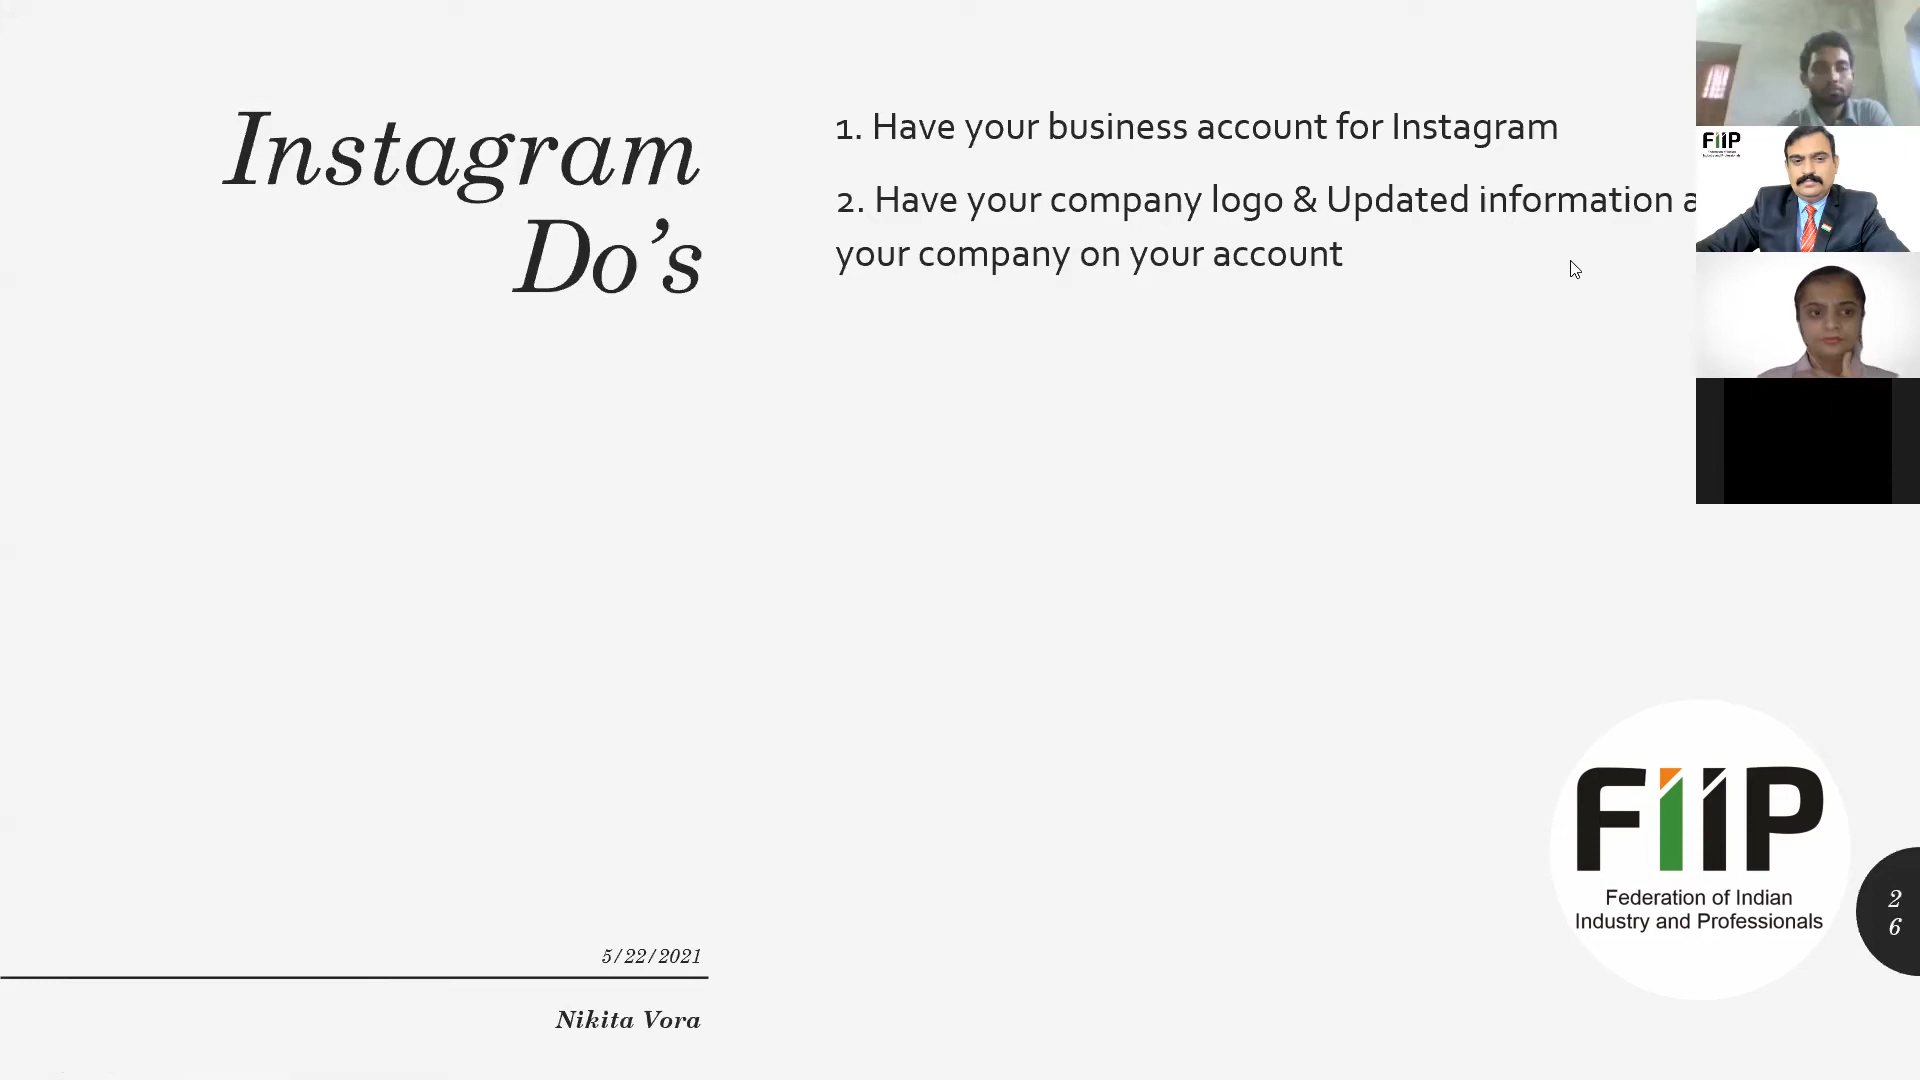 Instagram
Do’s
1. Have your business account for Instagram
2. Have your company logo & Updated information
your company on your account
FiiP
FiiP
Federation of Indian
Industry and Professionals
2
6
5/22/2021
Nikita Vora